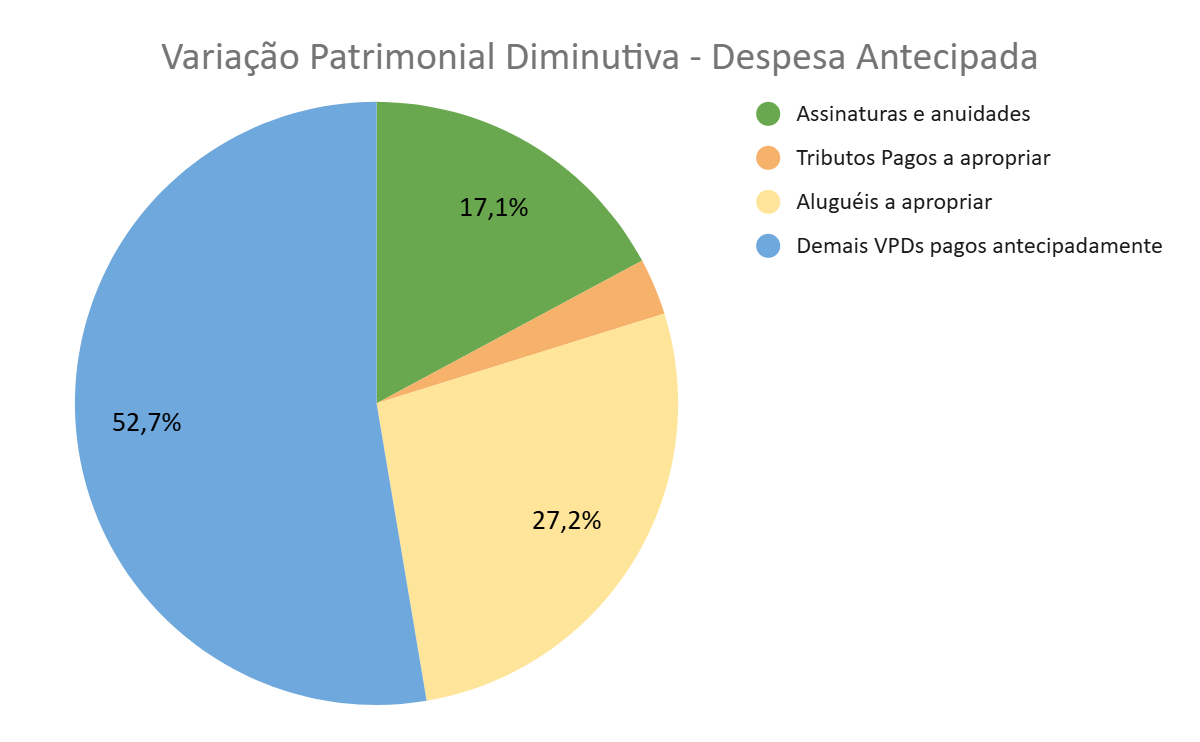 Variação Patrimonial Diminutiva - Despesa Antecipada
Assinaturas e anuidades
Tributos Pagos a apropriar
Aluguéis a apropriar
Demais VPDs pagos antecipadamente
17,1%
52,7%
27,2%